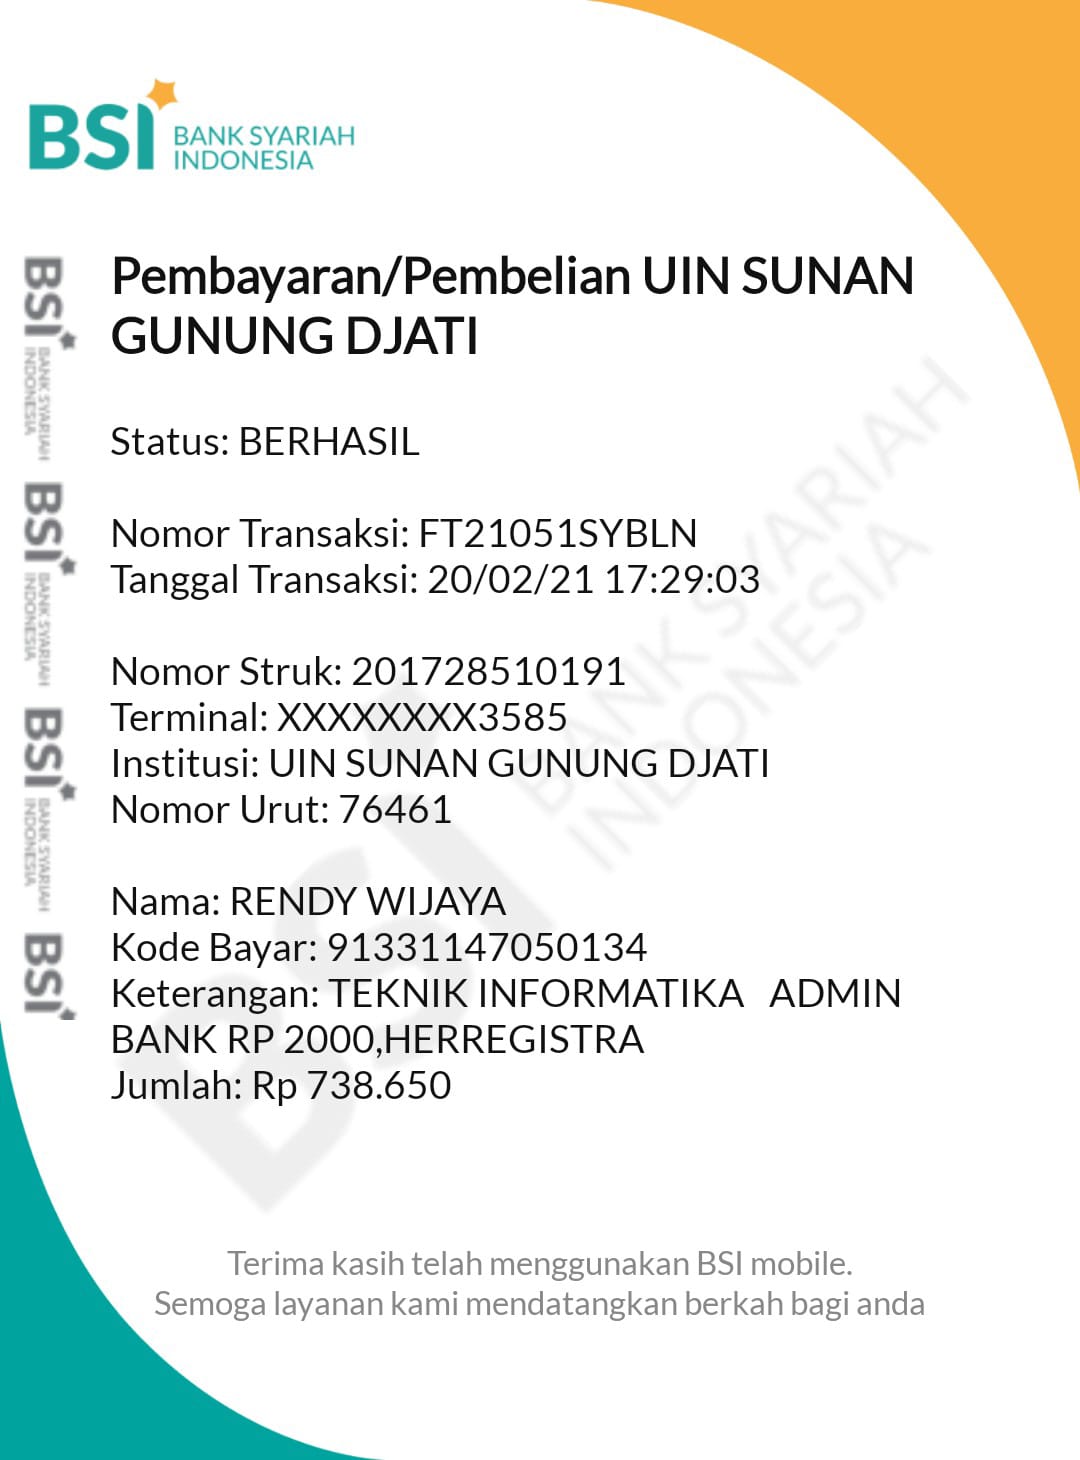 BSI BANK SYARIAH
INDONESIA
Pembayaran/Pembelian UIN SUNAN
GUNUNG DJATI
Status: BERHASIL
Nomor Transaksi: FT21051SYBLN
Tanggal Transaksi: 20/02/21 17:29:03
Nomor Struk: 201728510191
Terminal: XXXXXXXX3585
Institusi: UIN SUNAN GUNUNG DJATI
Nomor Urut: 76461
Nama: RENDY WIJAYA
Kode Bayar: 91331147050134
Keterangan: TEKNIK INFORMATIKA   ADMIN
BANK RP 2000,HERREGISTRA
Jumlah: Rp 738.650
Terima kasih telah menggunakan BSI mobile.
Semoga layanan kami mendatangkan berkah bagi anda
BSI BANK SYARIAH
INDONESIA
BSI BANK SYARIAH
INDONESIA
BSI BANK SYARIAH
INDONESIA
BSI
BSI BANK SYARIAH
INDONESIA